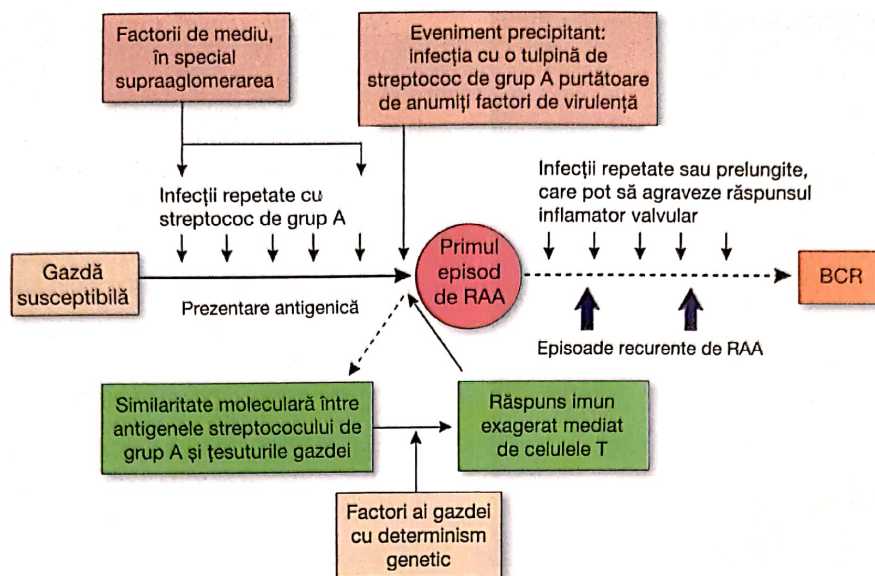 Factorii de mediu,
în special
supraaglomerarea
Eveniment precipitant:
infecția cu o tulpină de
streptococ de grup A purtătoare
de anumiți factori de virulență
Infecții repetate cu
streptococ de grup A
Infecții repetate sau prelungite,
care pot să agraveze răspunsul
inflamator valvular
Gazdă
susceptibilă
Prezentare antigenică
Primul
episod
de RAA
BCR
Episoade recurente de RAA
Similaritate moleculară între
antigenele streptococului de
grup A și țesuturile gazdei
Răspuns imun
exagerat mediat
de celulele T
Factori ai gazdei
cu determinism
genetic